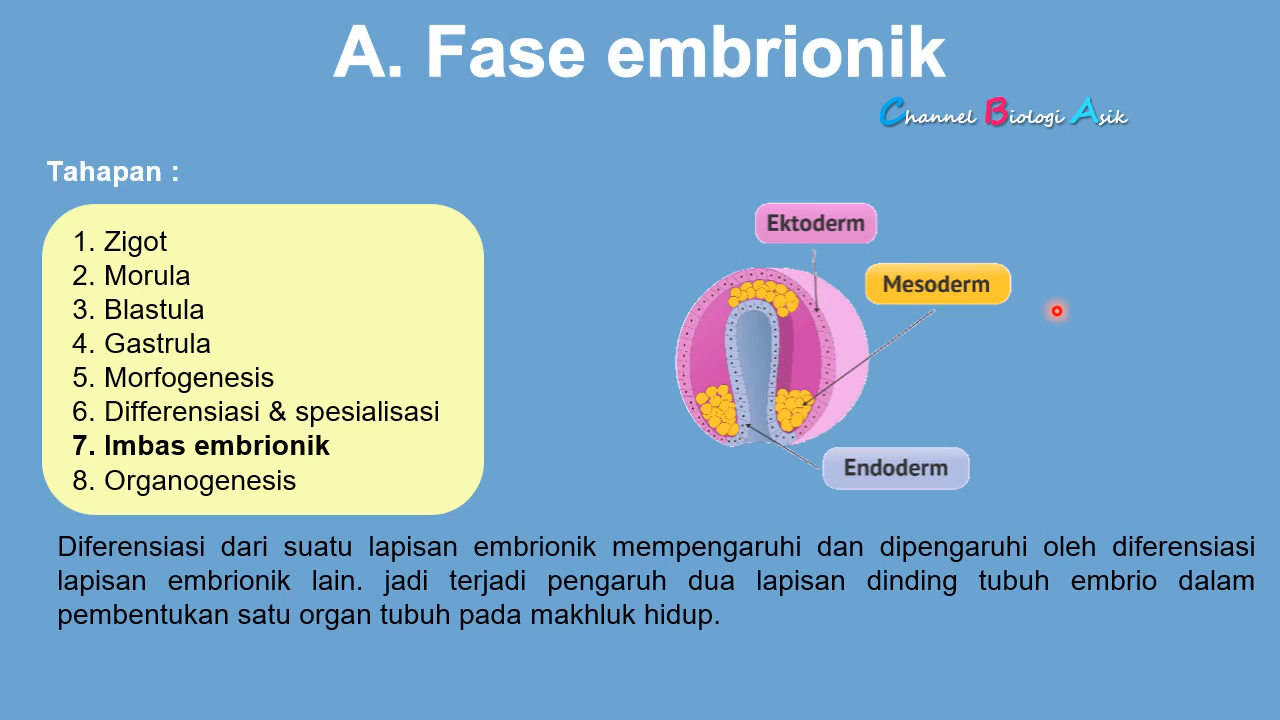 A. Fase embrionik
Channel Biologi Asik
Tahapan :
1. Zigot
2. Morula
3. Blastula
4. Gastrula
5. Morfogenesis
6. Differensiasi & spesialisasi
7. Imbas embrionik
8. Organogenesis
Ektoderm
Mesoderm
Endoderm
Diferensiasi dari suatu lapisan embrionik mempengaruhi dan dipengaruhi oleh diferensiasi
lapisan embrionik lain. jadi terjadi pengaruh dua lapisan dinding tubuh embrio dalam
pembentukan satu organ tubuh pada makhluk hidup.